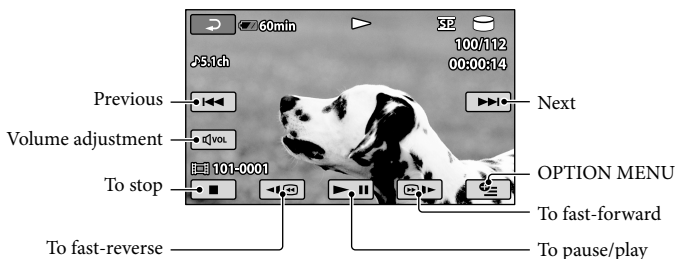 60min SP
100/112
♪5.1ch 00:00:14
Previous Next
Volume adjustment VOL
101-0001 OPTION MENU
To stop
To fast-forward
To fast-reverse To pause/play